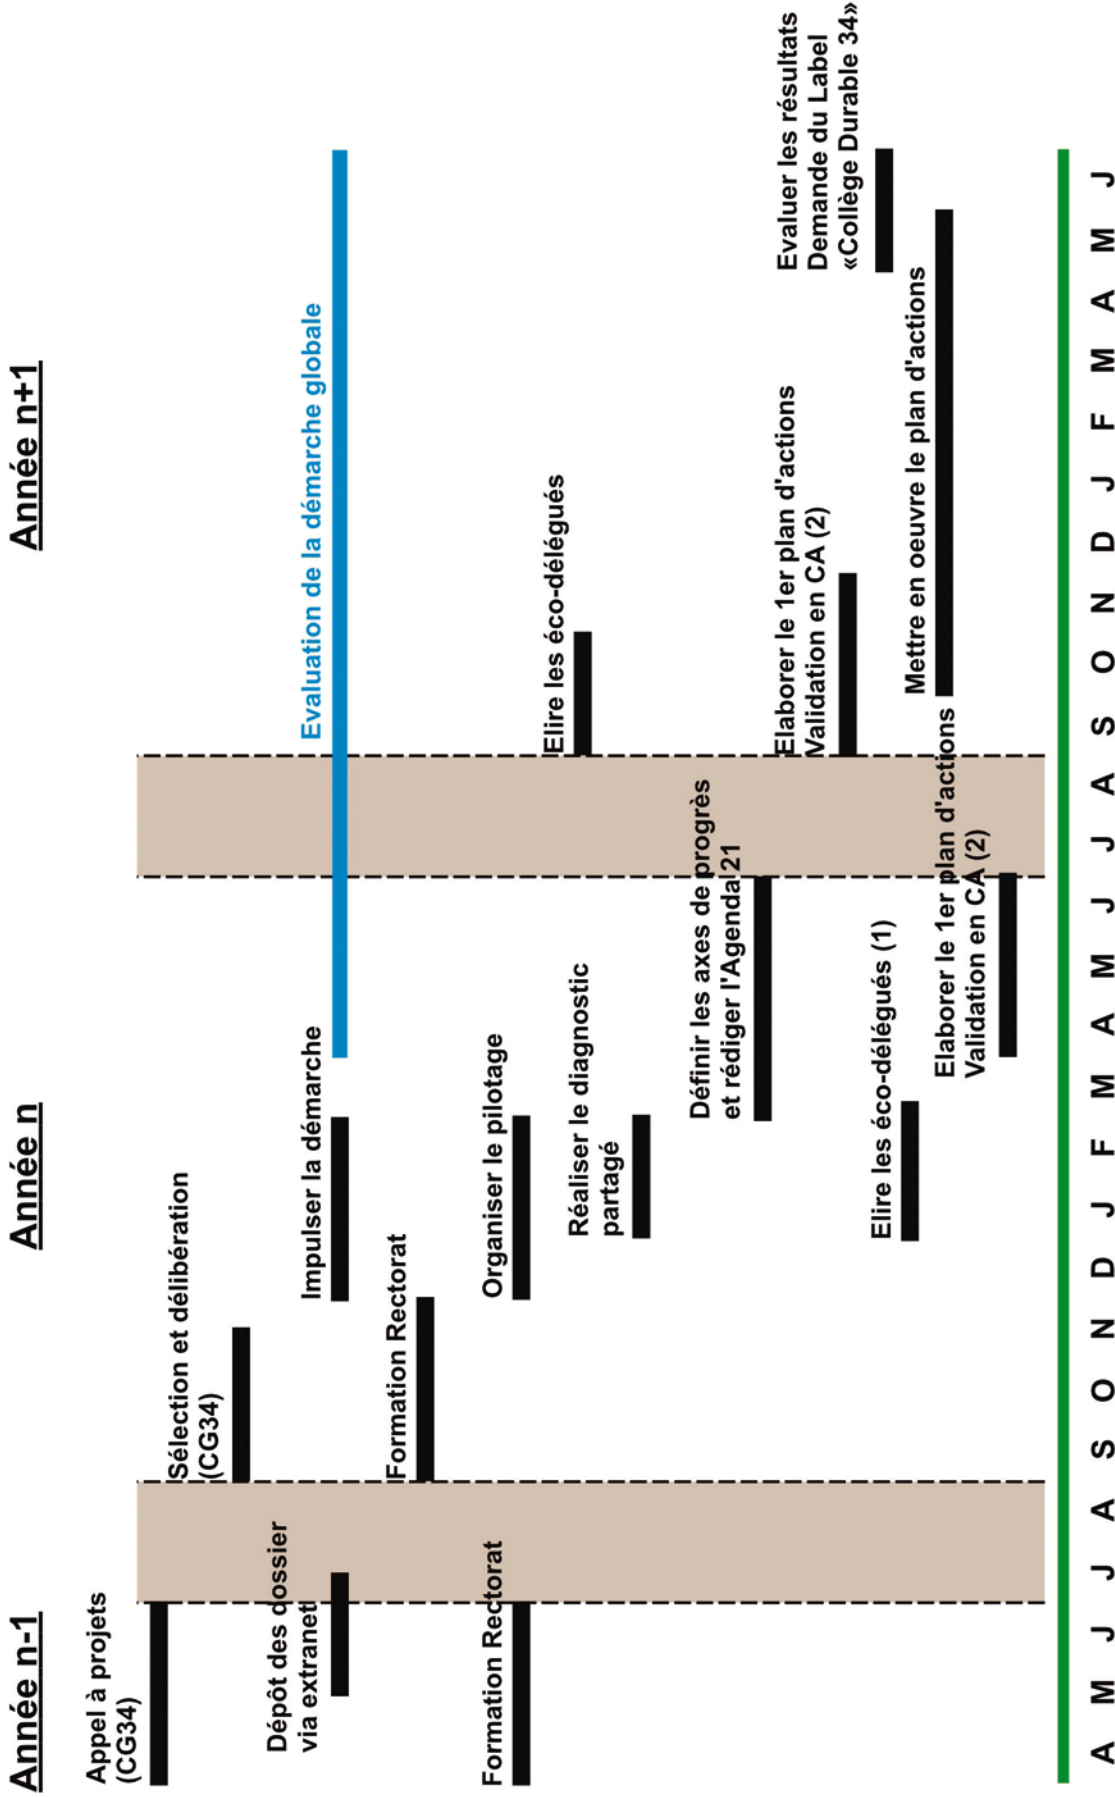 Année n-1
Année n
Année n+1
Appel à projets
(CG34)
Sélection et délibération
(CG34)
Dépôt des dossier
via extranet
Impulser la démarche
Evaluation de la démarche globale
Formation Rectorat
Formation Rectorat
Organiser le pilotage
Elire les éco-délégués
Réaliser le diagnostic
partagé
Définir les axes de progrès
et rédiger l'Agenda 21
Elaborer le 1er plan d'actions
Validation en CA (2)
Evaluer les résultats
Demande du Label
«Collège Durable 34»
Elire les éco-délégués (1)
Mettre en oeuvre le plan d'actions
Elaborer le 1er plan d'actions
Validation en CA (2)
A M J J A S O N D J F M A M J J A S O N D J F M A M J